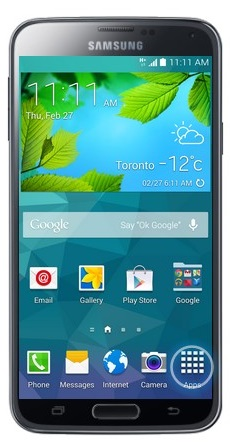 SAMSUNG
11:11 AM
11:11 AM
Thu, Feb 27
Toronto -12°c
02/27 6:11 AM
Google Say "Ok Google"
Email Gallery Play Store Google
Phone Messages Internet Camera Apps